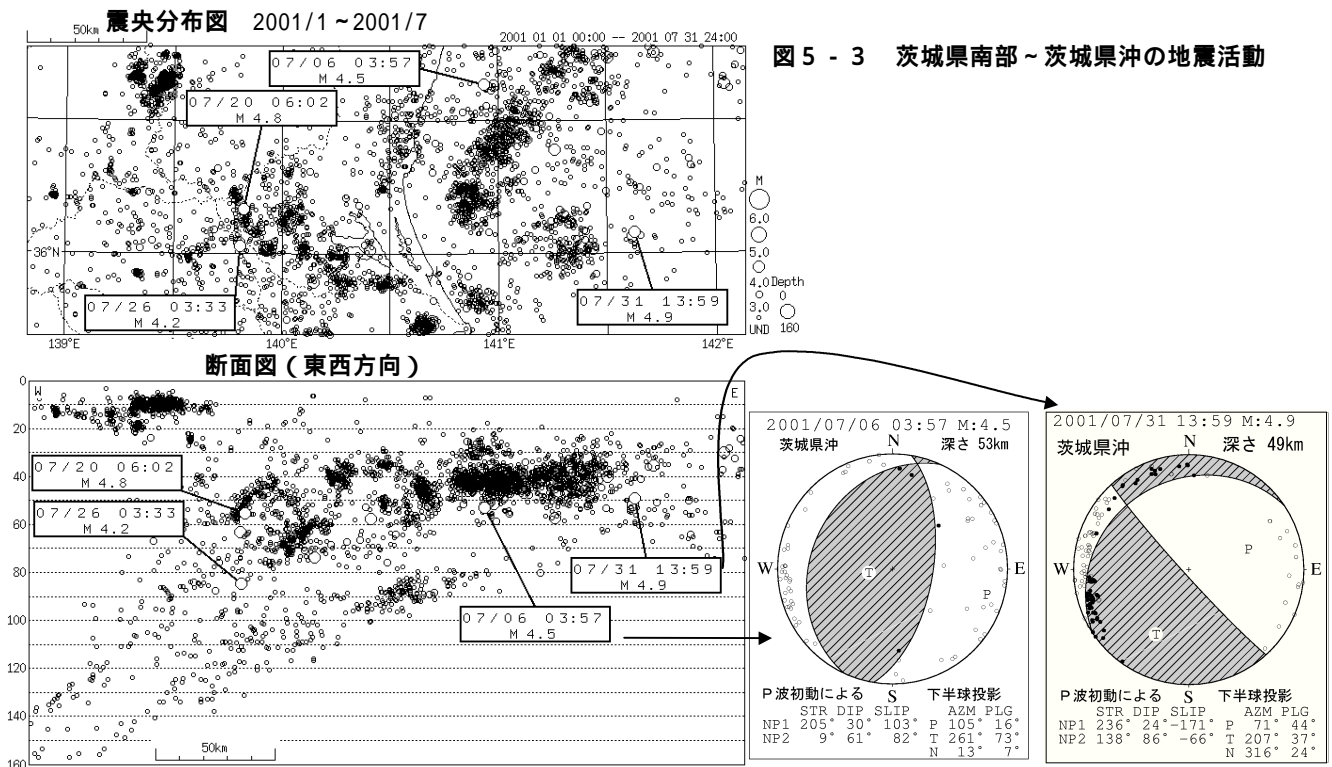 震央分布図 2001/1~2001/7
50km
2001 01 01 00:00 -- 2001 07 31 24:00
図5-3 茨城県南部~茨城県沖の地震活動
07/06 03:57
M 4.5
07/20 06:02
M 4.8
36°N
07/26 03:33
M 4.2
07/31 13:59
M 4.9
139°E
140°E
141°E
142°E
M
6.0
5.0
4.0
3.0
UND
Depth
0
160
断面図(東西方向)
W
E
0
20
40
60
80
100
120
140
160
07/20 06:02
M 4.8
07/26 03:33
M 4.2
07/31 13:59
M 4.9
07/06 03:57
M 4.5
50km
2001/07/06 03:57 M:4.5
茨城県沖 N 深さ 53km
W
T
P
E
P波初動による S 下半球投影
STR DIP SLIP AZM PLG
NP1 205° 30° 103° P 105° 16°
NP2 9° 61° 82° T 261° 73°
N 13° 7°
2001/07/31 13:59 M:4.9
茨城県沖 N 深さ 49km
P
W
E
T
P波初動による S 下半球投影
STR DIP SLIP AZM PLG
NP1 236° 24° -171° P 71° 44°
NP2 138° 86° -66° T 207° 37°
N 316° 24°